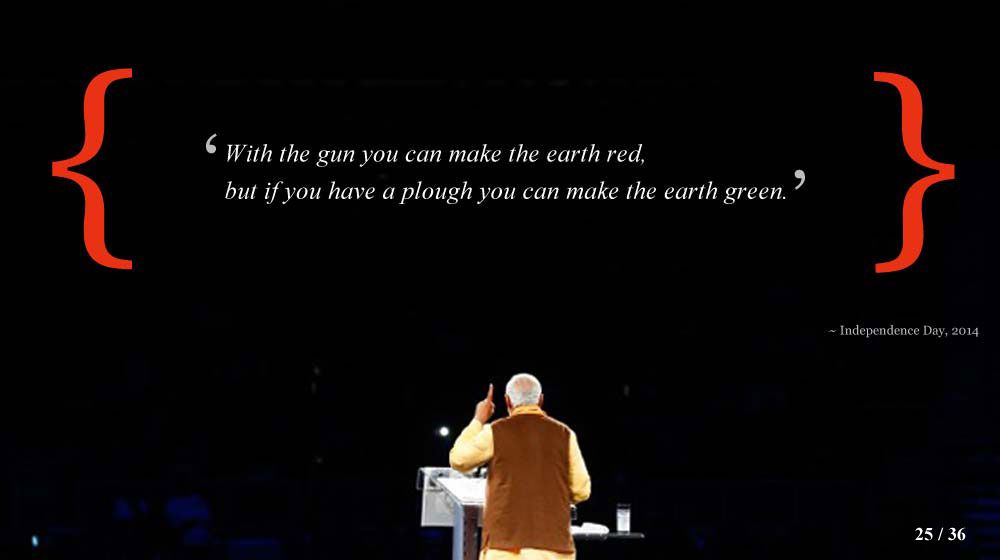 ‘ With the gun you can make the earth red,
but if you have a plough you can make the earth green. ’
~ Independence Day, 2014
25 / 36